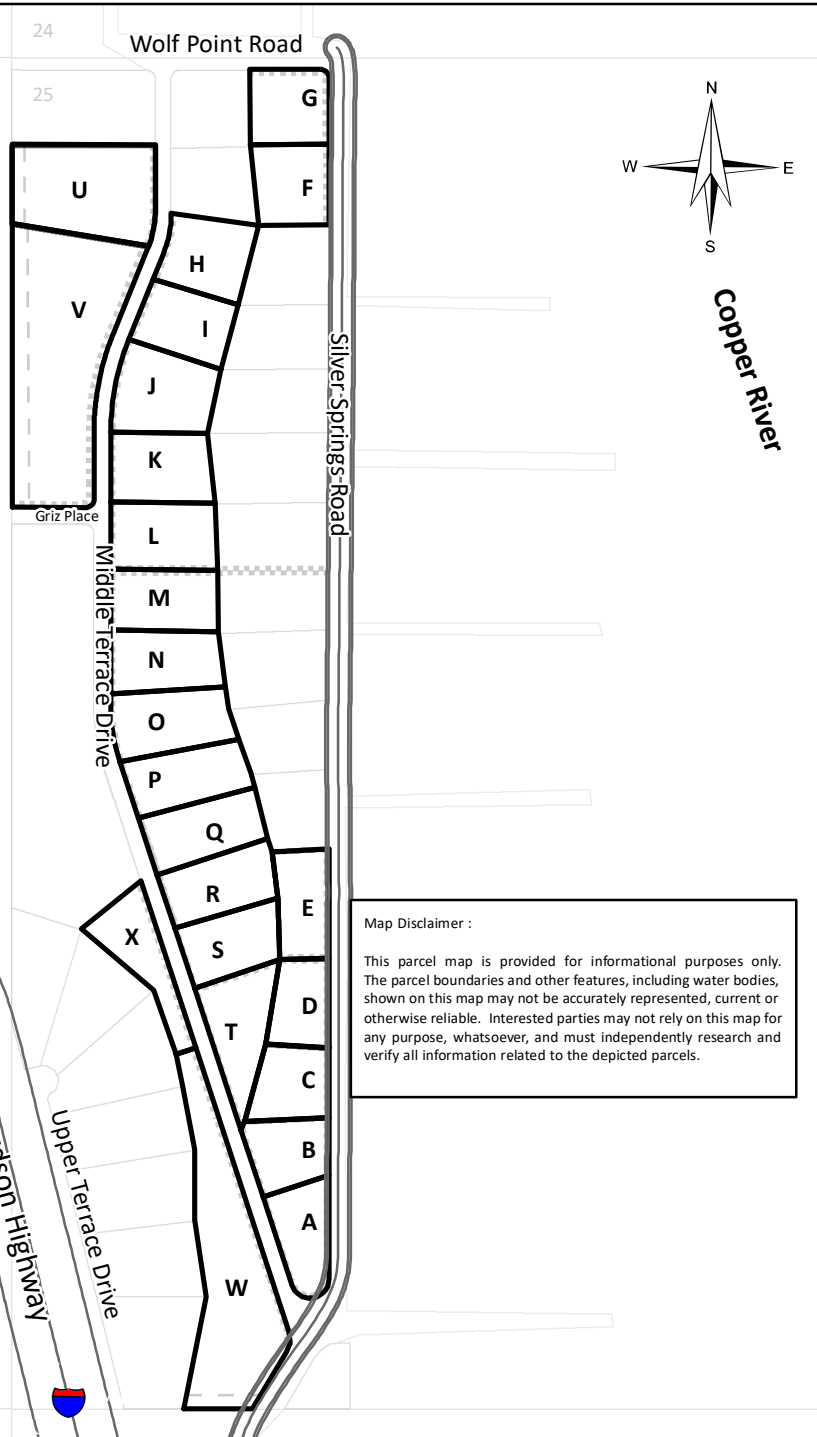 24
Wolf Point Road
25
G
N
W
E
S
U
F
H
V
I
Copper River
Silver Springs Road
J
K
Griz Place
L
Middle Terrace Drive
M
N
O
P
Q
R
E
Map Disclaimer :
This parcel map is provided for informational purposes only.
The parcel boundaries and other features, including water bodies,
shown on this map may not be accurately represented, current or
otherwise reliable. Interested parties may not rely on this map for
any purpose, whatsoever, and must independently research and
verify all information related to the depicted parcels.
X
S
D
T
C
Upper Terrace Drive
B
dson Highway
A
W